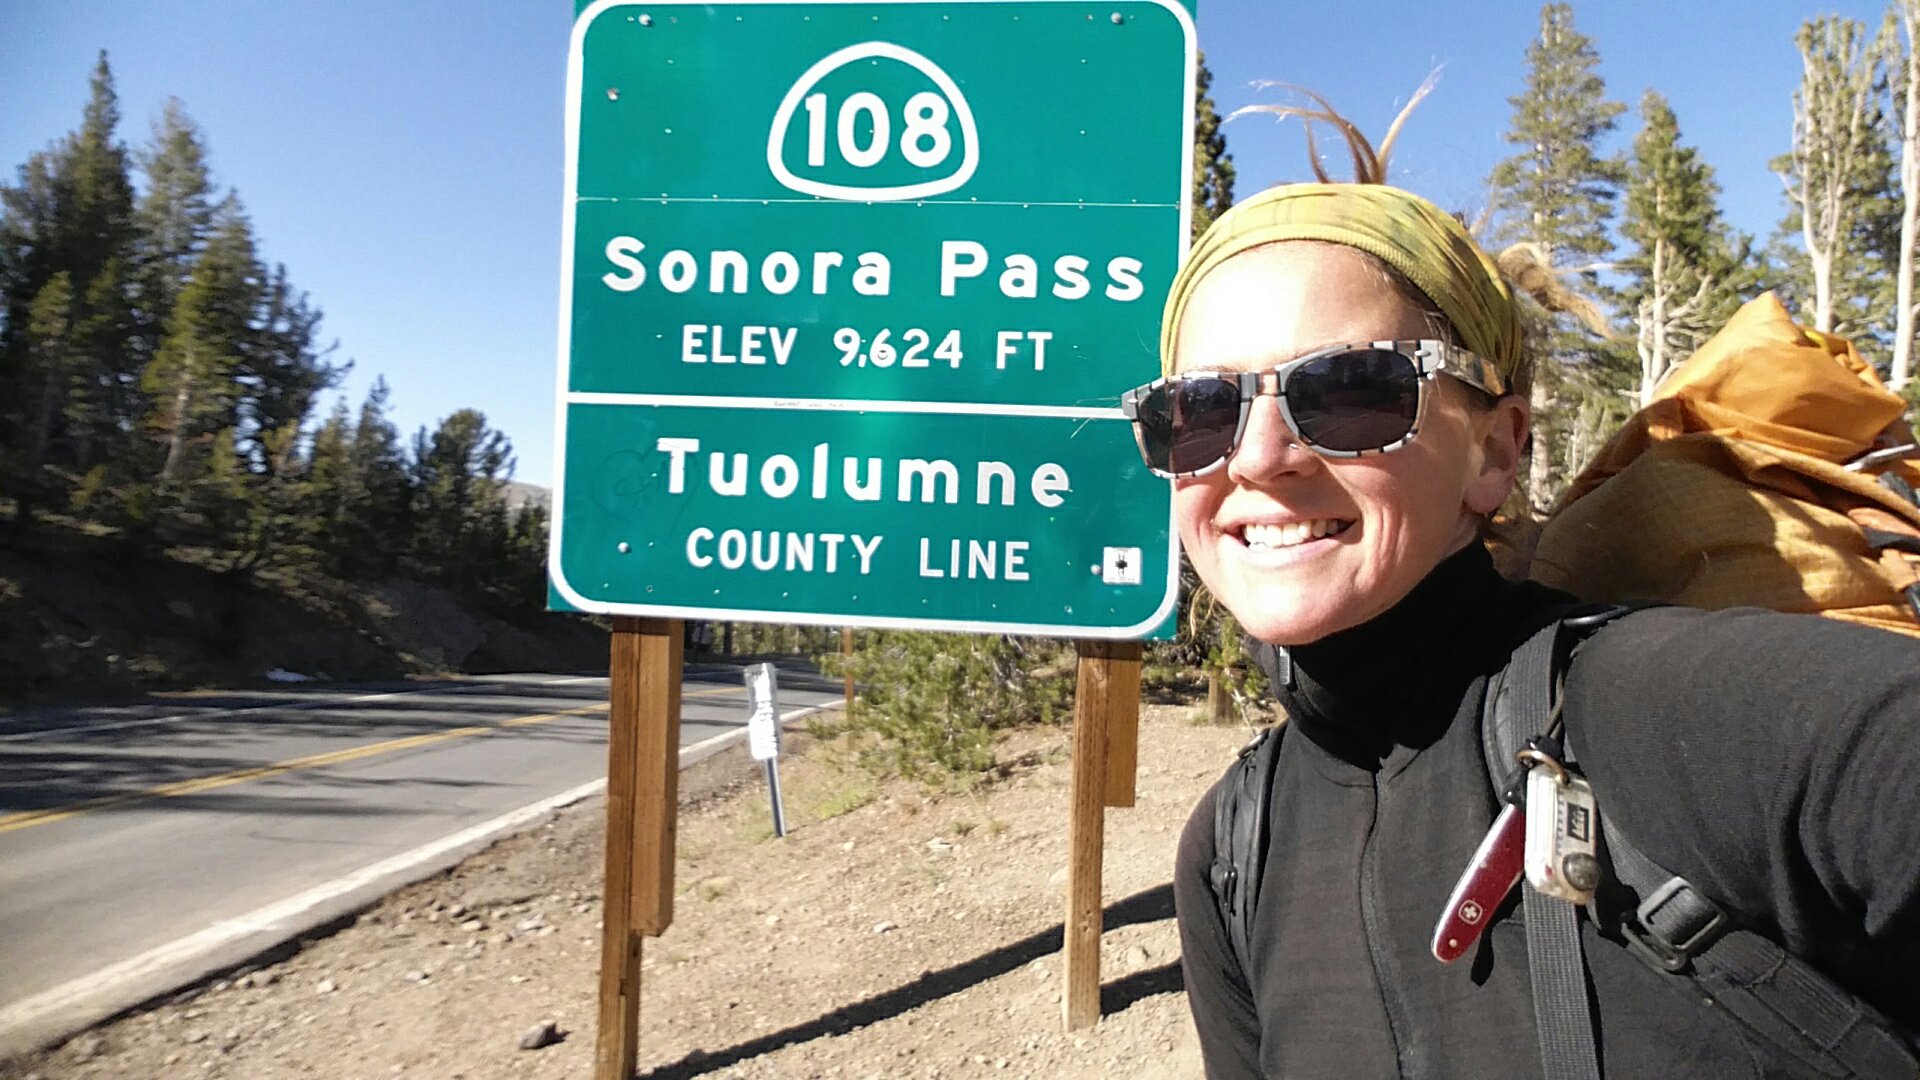 108
Sonora Pass
ELEV 9,624 FT
Tuolumne
COUNTY LINE